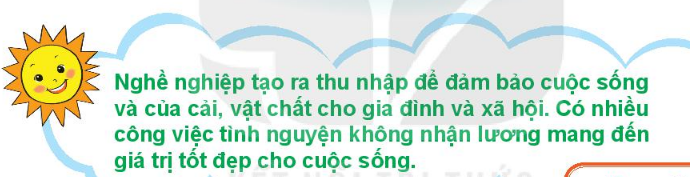 Nghề nghiệp tạo ra thu nhập để đảm bảo cuộc sống
và của cải, vật chất cho gia đình và xã hội. Có nhiều
công việc tình nguyện không nhận lương mang đến
giá trị tốt đẹp cho cuộc sống.